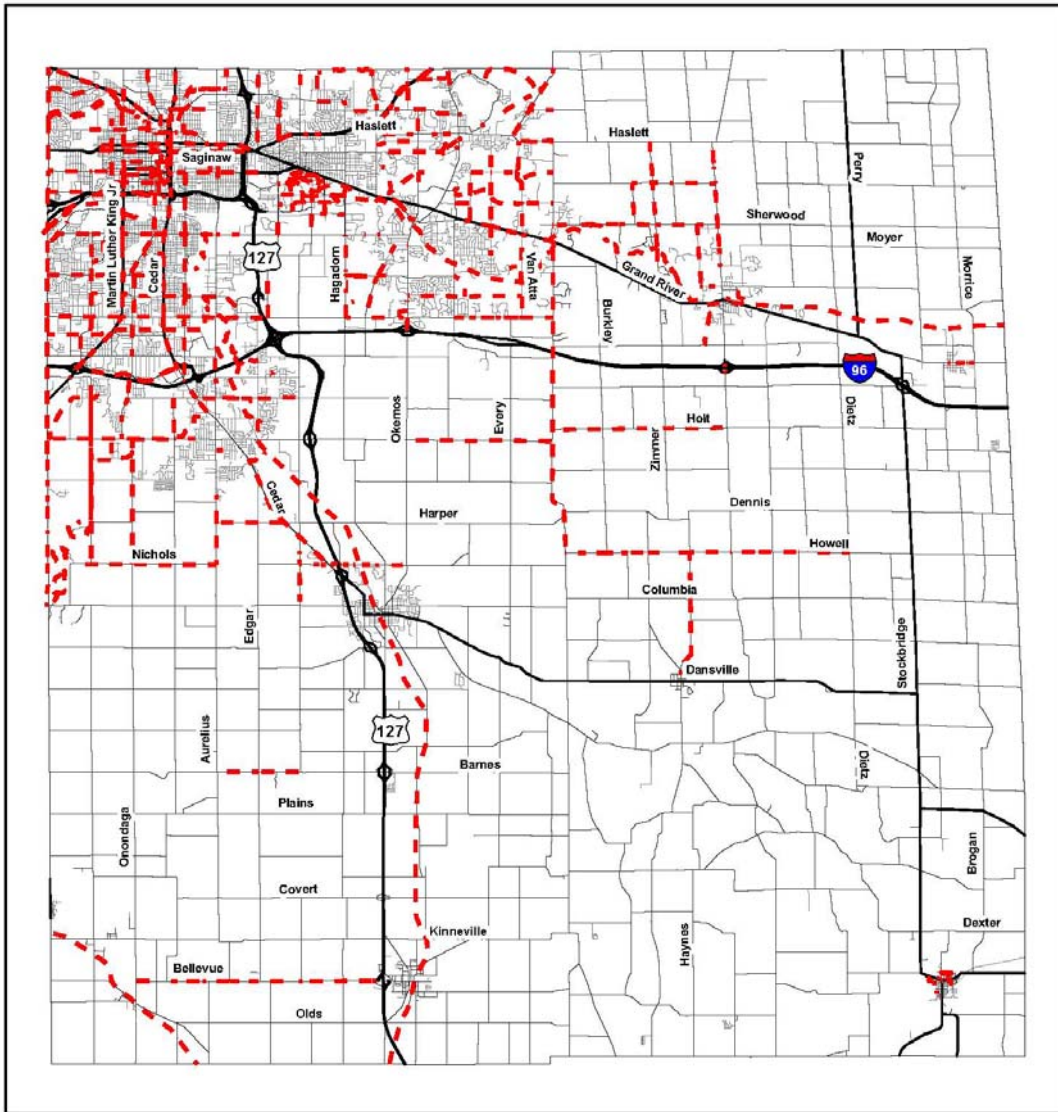 Haslett
Haslett
Saginaw
Perry
Sherwood
Moyer
Martin Luther King Jr
Cedar
127
Hagadorn
Van Atta
Grand River
Morrice
Burkley
96
Okemos
Every
Holt
Zimmer
Dietz
Cedar
Harper
Dennis
Nichols
Howell
Columbia
Edgar
Stockbridge
Dansville
Aurelius
127
Barnes
Dietz
Plains
Onondaga
Brogan
Covert
Kinneville
Haynes
Dexter
Bellevue
Olds